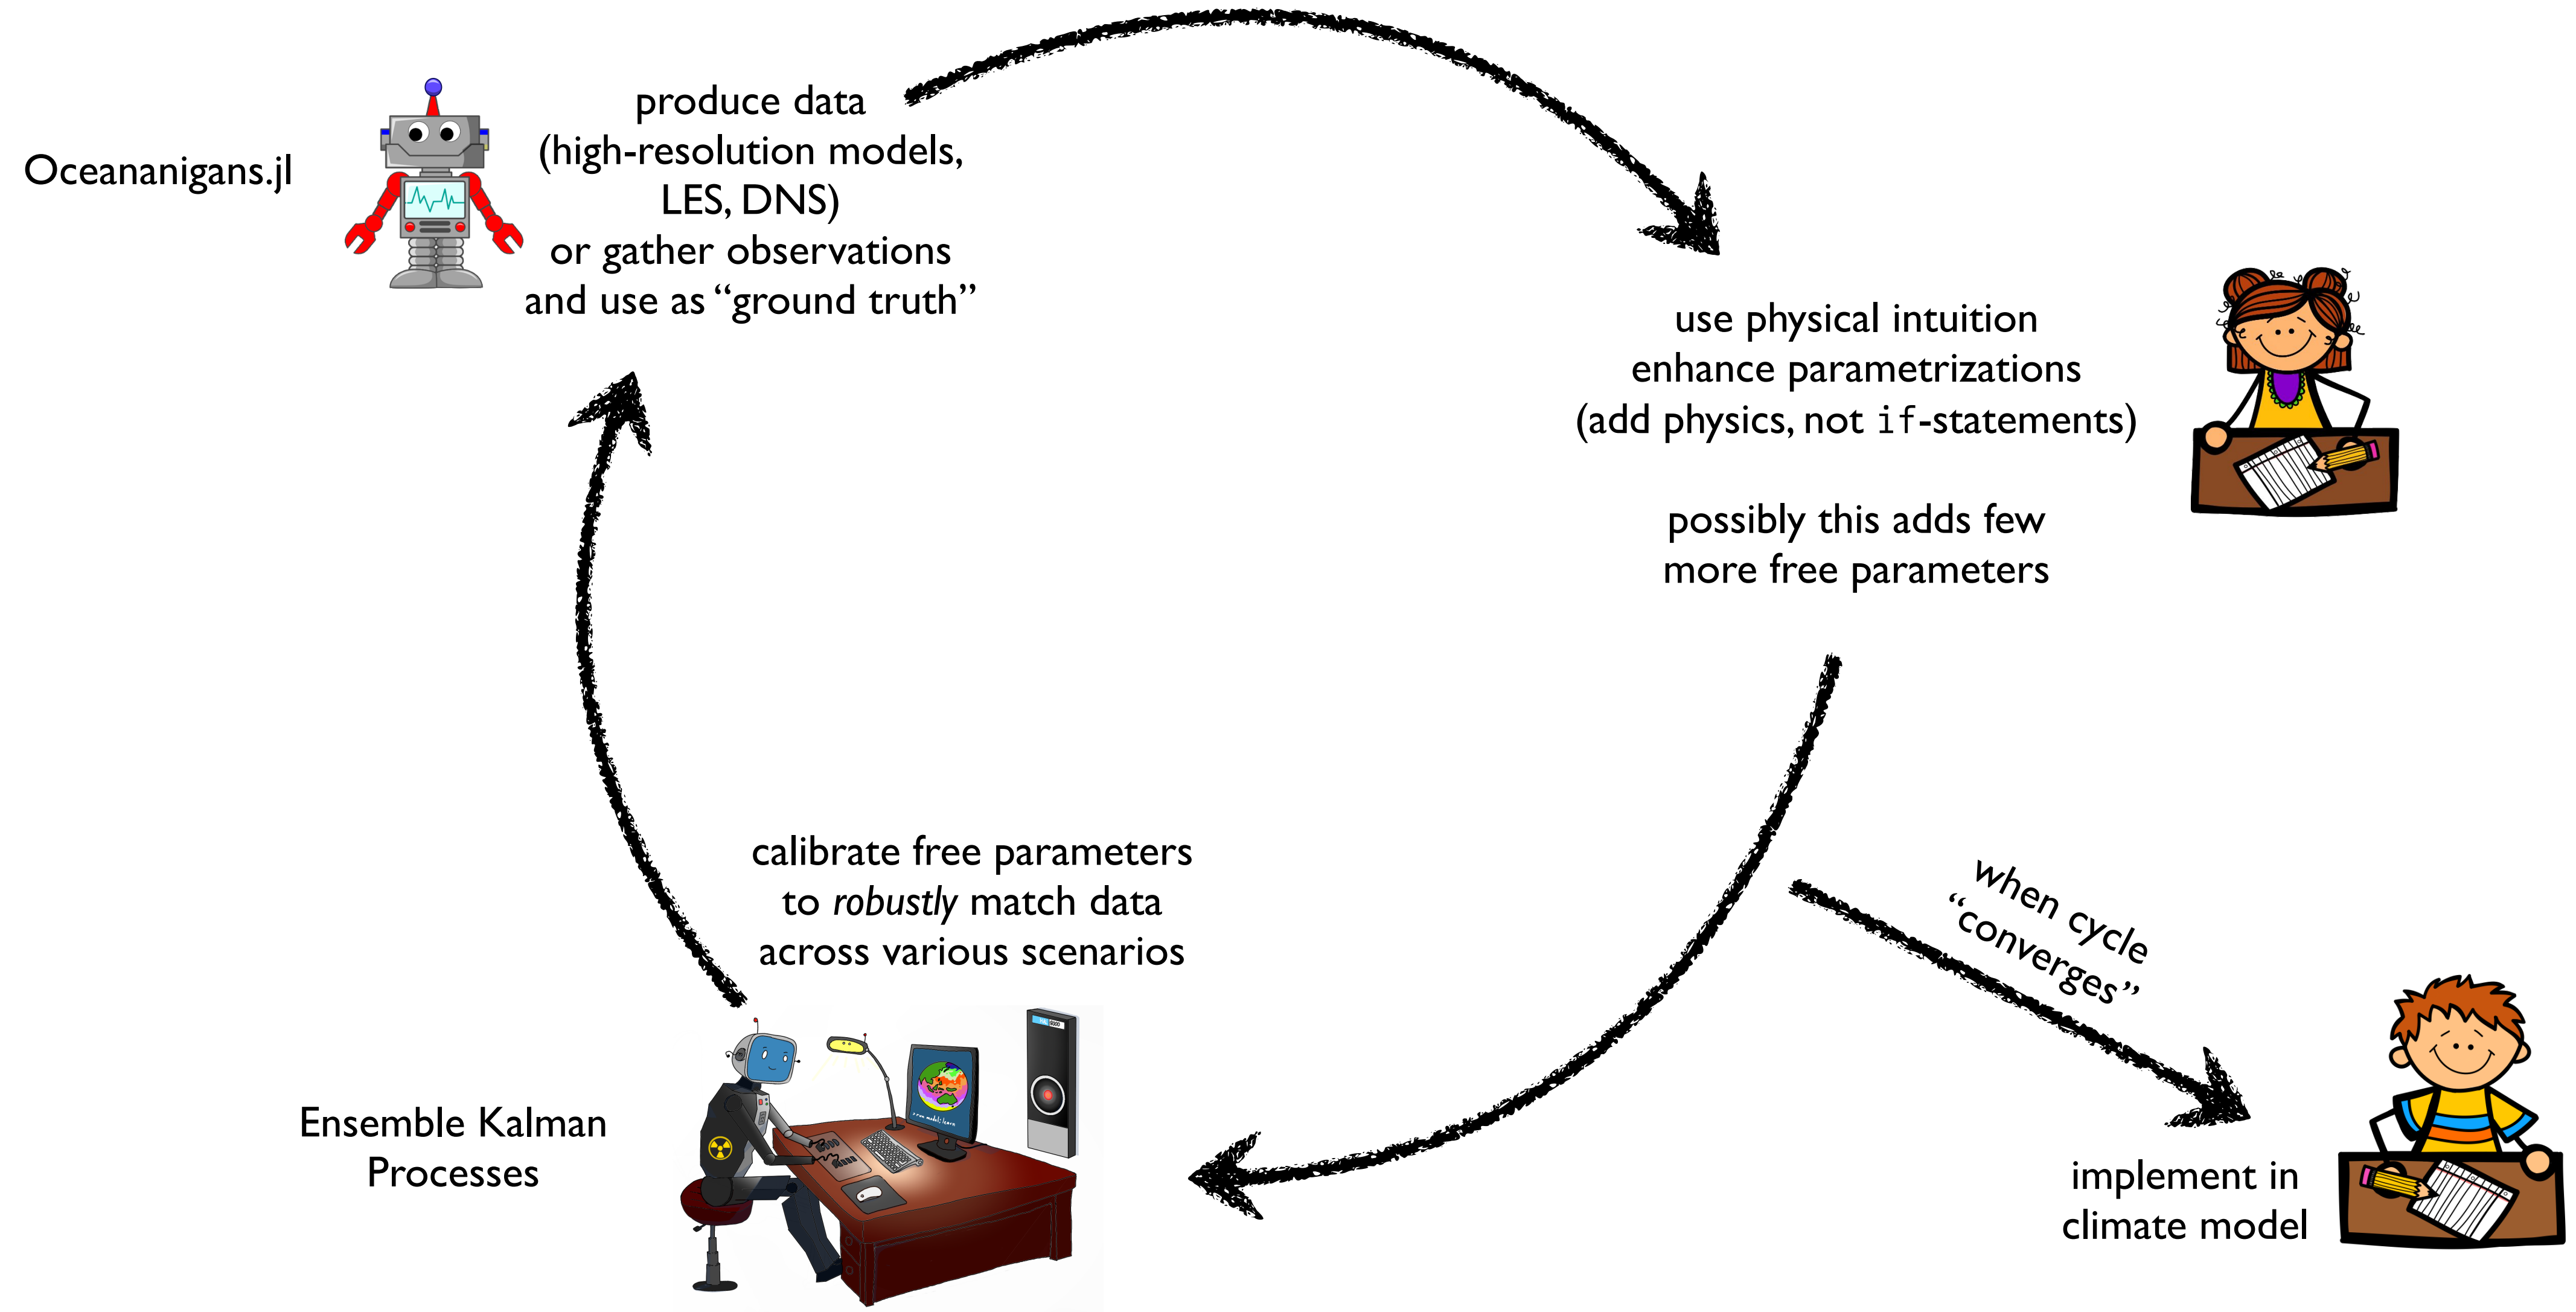 Oceananigans.jl
produce data
(high-resolution models,
LES, DNS)
or gather observations
and use as “ground truth”
use physical intuition
enhance parametrizations
(add physics, not if-statements)
possibly this adds few
more free parameters
calibrate free parameters
to robustly match data
across various scenarios
when cycle
“converges”
Ensemble Kalman
Processes
implement in
climate model